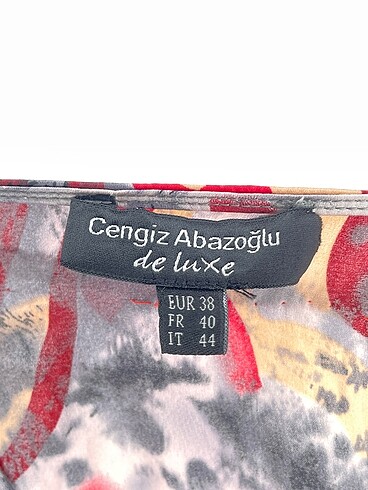 Cengiz Abazoğlu
de luxe
EUR 38
FR 40
IT 44